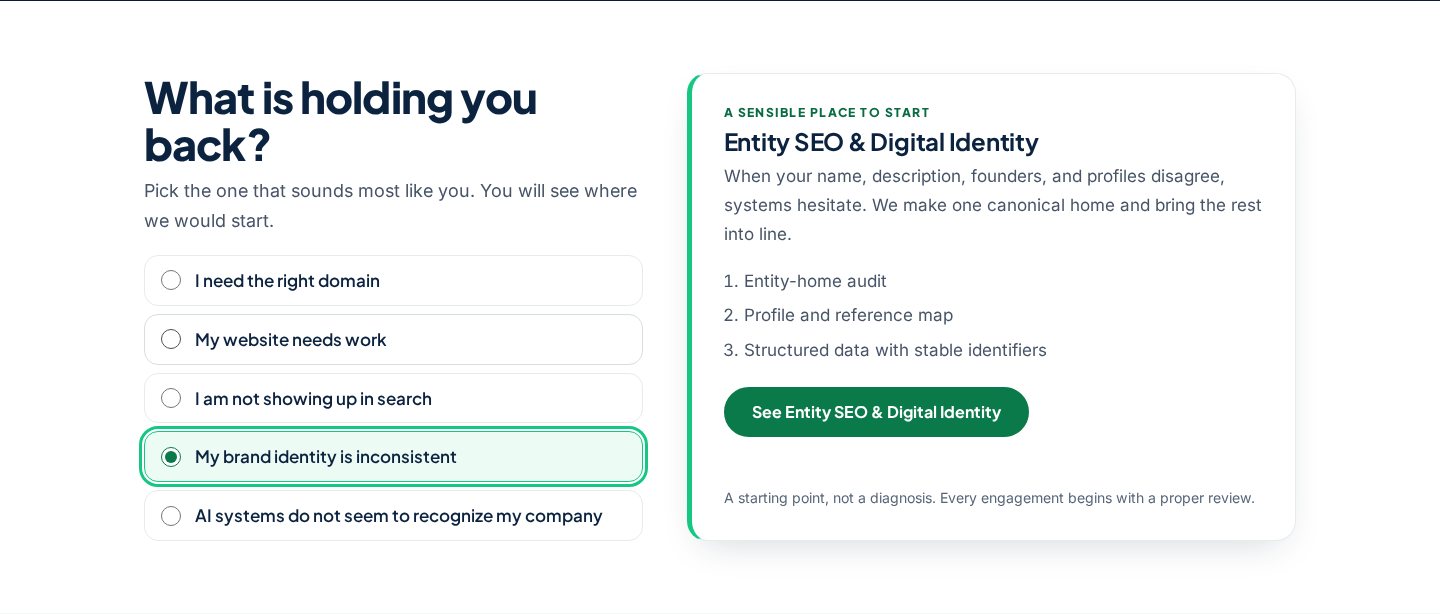 What is holding you
back?
Pick the one that sounds most like you. You will see where
we would start.
I need the right domain
My website needs work
I am not showing up in search
My brand identity is inconsistent
AI systems do not seem to recognize my company
A SENSIBLE PLACE TO START
Entity SEO & Digital Identity
When your name, description, founders, and profiles disagree,
systems hesitate. We make one canonical home and bring the rest
into line.
1. Entity-home audit
2. Profile and reference map
3. Structured data with stable identifiers
See Entity SEO & Digital Identity
A starting point, not a diagnosis. Every engagement begins with a proper review.